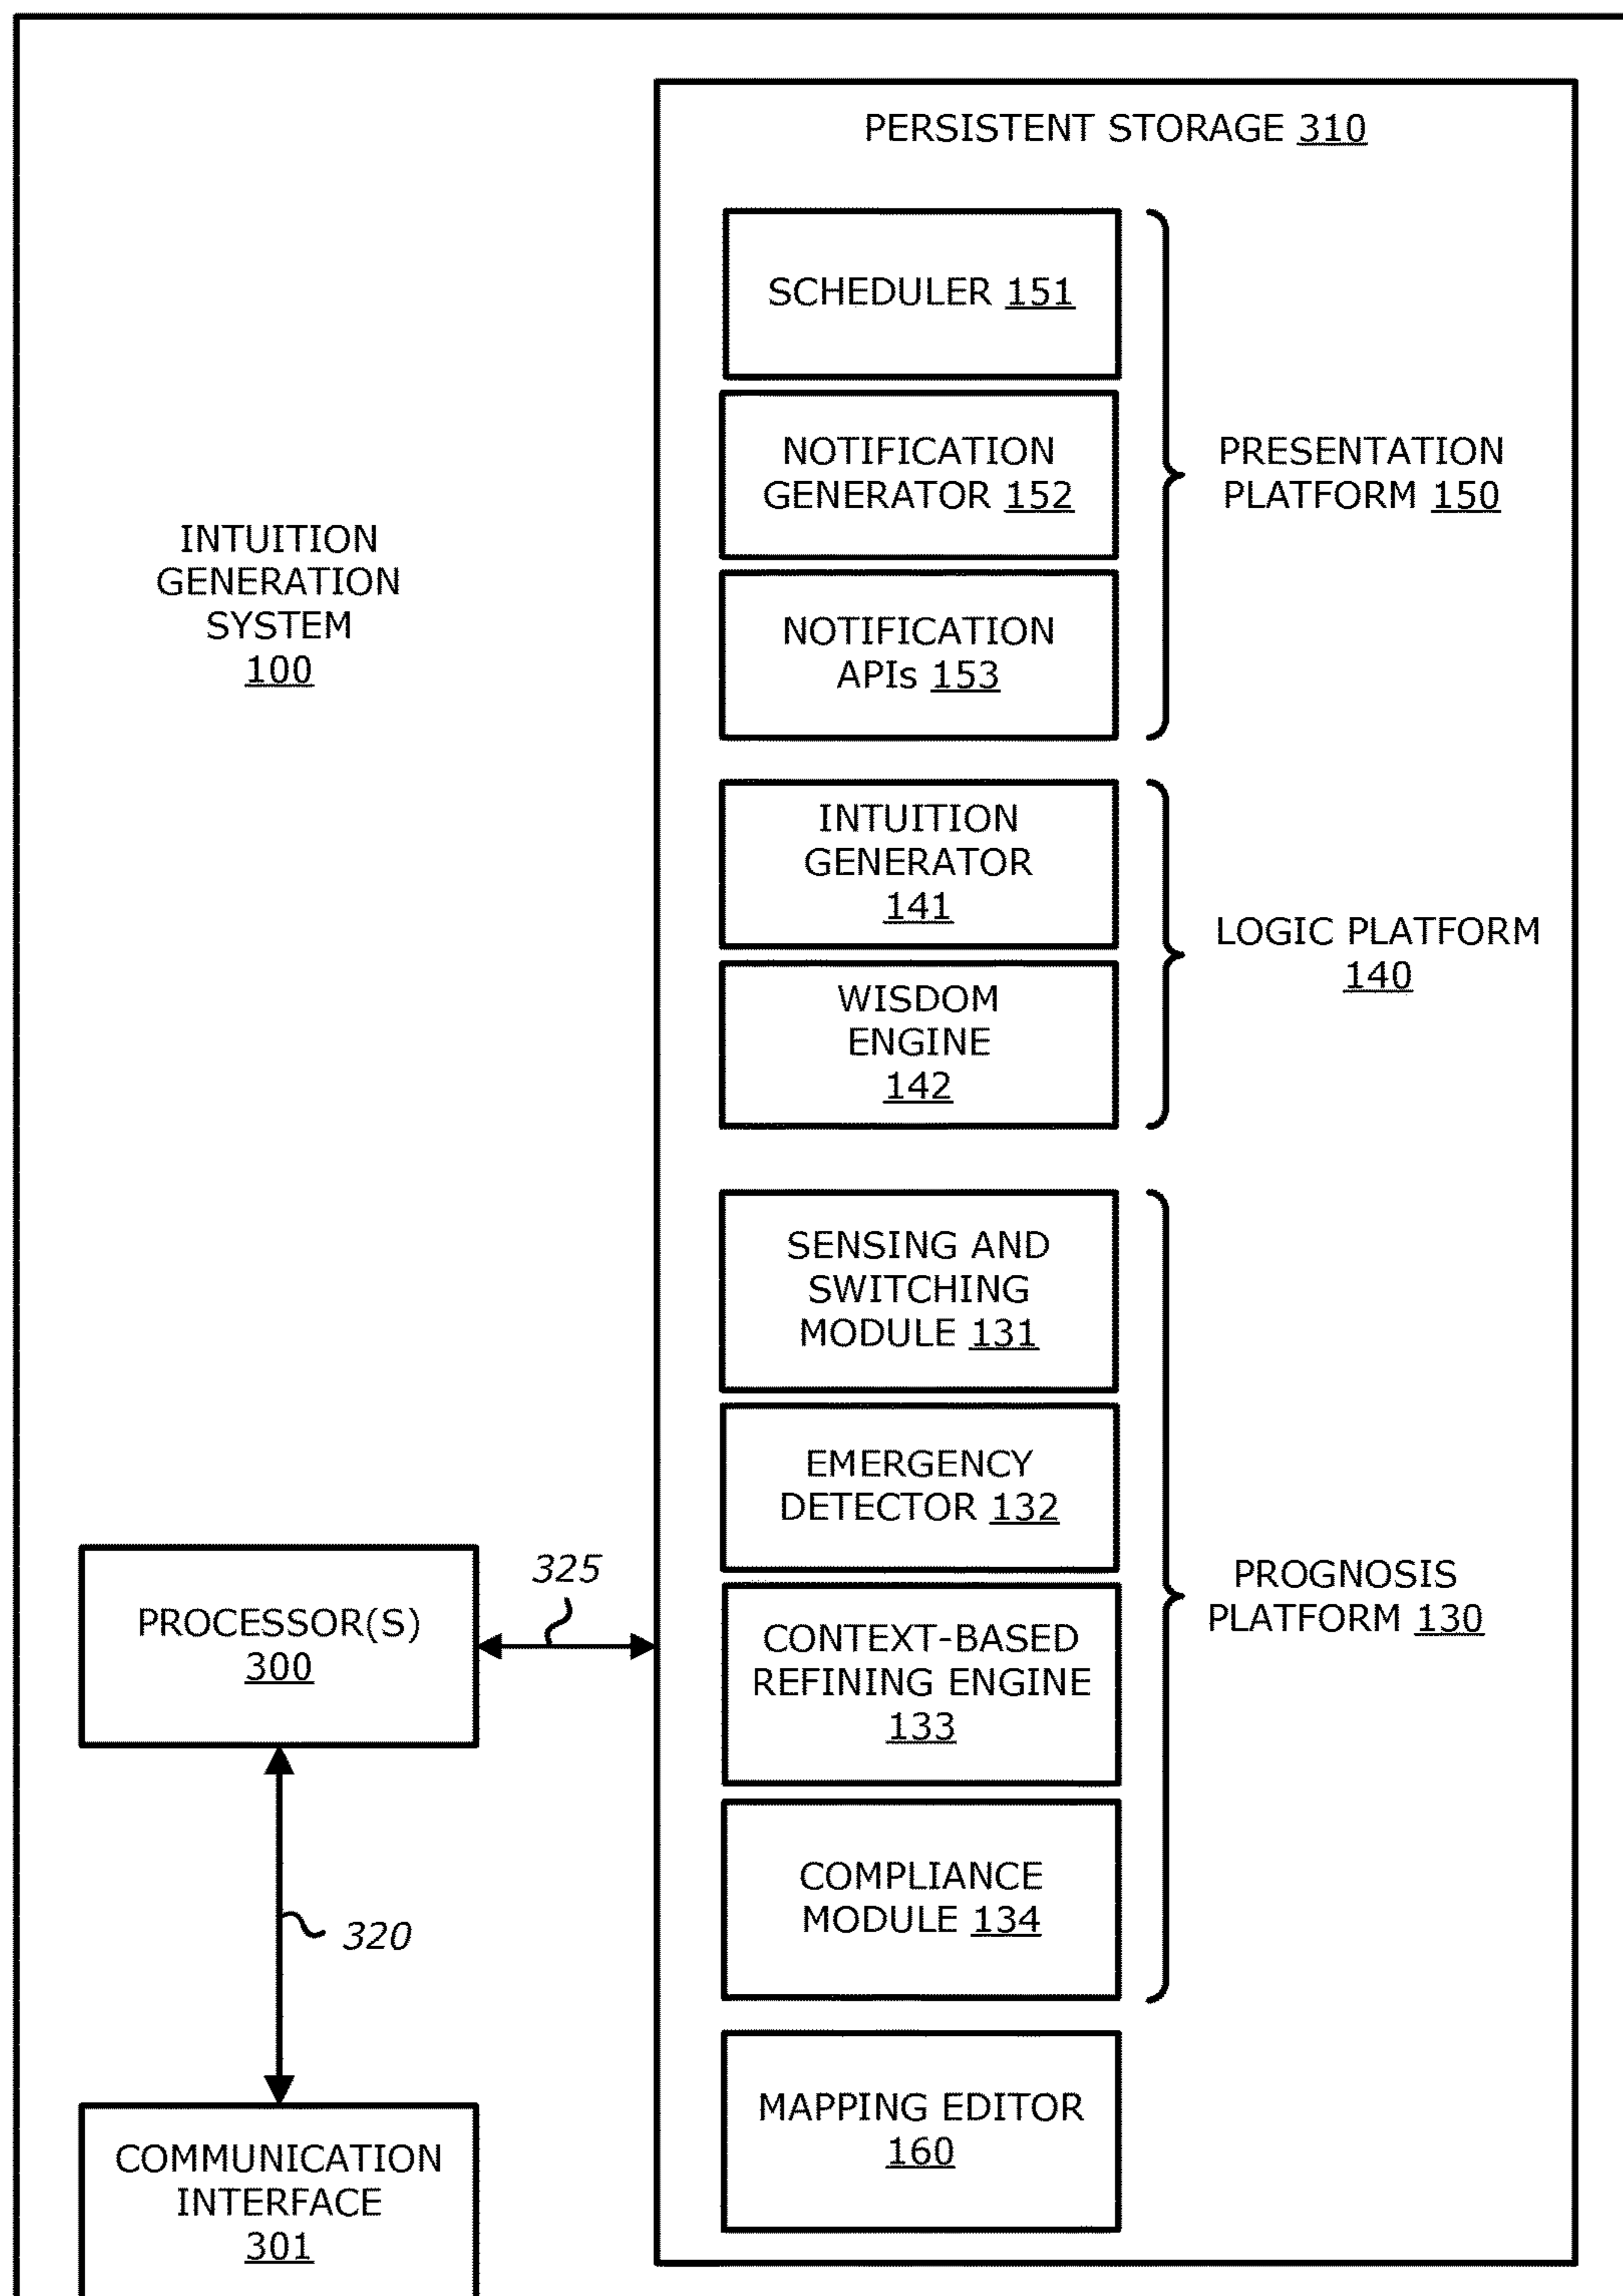 PERSISTENT STORAGE 310
SCHEDULER 151
NOTIFICATION
GENERATOR 152
NOTIFICATION
APIs 153
PRESENTATION
PLATFORM 150
INTUITION
GENERATION
SYSTEM
100
INTUITION
GENERATOR
141
WISDOM
ENGINE
142
LOGIC PLATFORM
140
SENSING AND
SWITCHING
MODULE 131
EMERGENCY
DETECTOR 132
CONTEXT-BASED
REFINING ENGINE
133
COMPLIANCE
MODULE 134
PROGNOSIS
PLATFORM 130
MAPPING EDITOR
160
PROCESSOR(S)
300
325
320
COMMUNICATION
INTERFACE
301